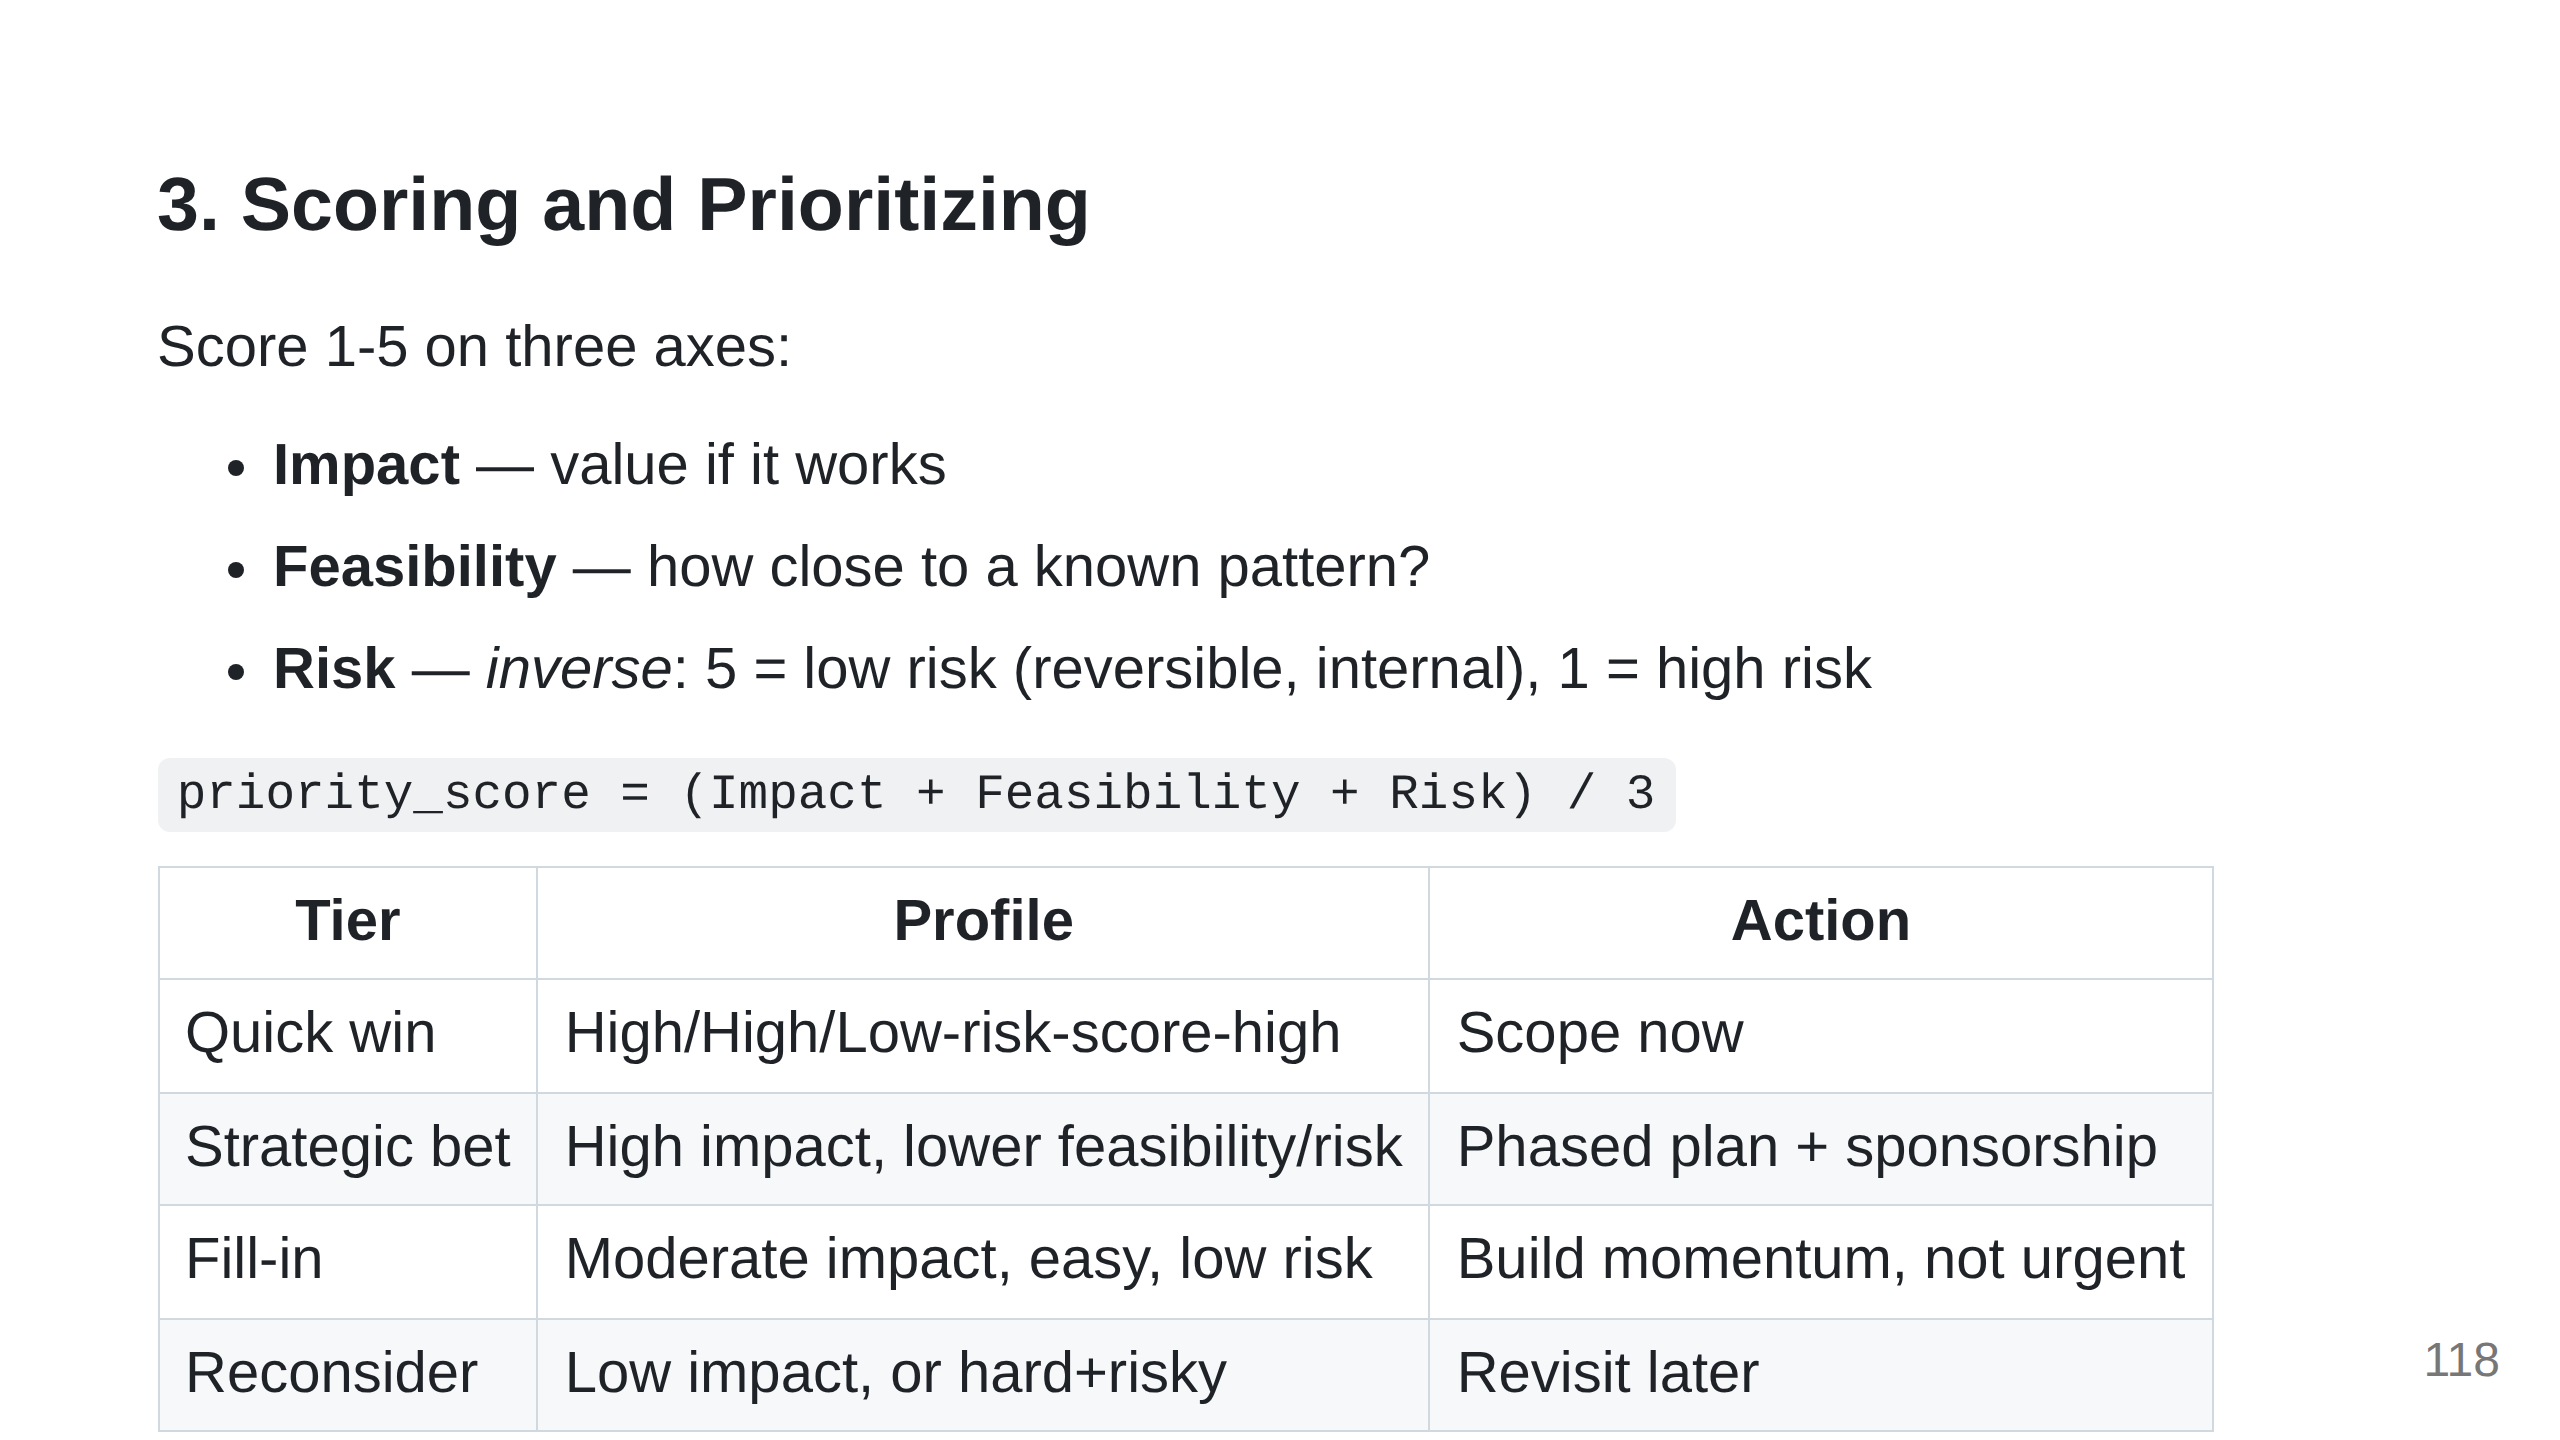 3. Scoring and Prioritizing
Score 1-5 on three axes:
• Impact — value if it works
• Feasibility — how close to a known pattern?
• Risk — inverse: 5 = low risk (reversible, internal), 1 = high risk
priority_score = (Impact + Feasibility + Risk) / 3
Tier Profile Action
Quick win High/High/Low-risk-score-high Scope now
Strategic bet High impact, lower feasibility/risk Phased plan + sponsorship
Fill-in Moderate impact, easy, low risk Build momentum, not urgent
Reconsider Low impact, or hard+risky Revisit later
118